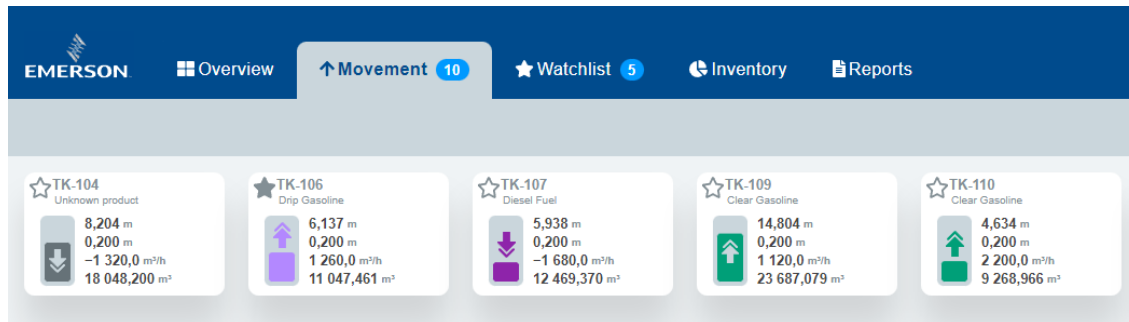 EMERSON
Overview
Movement 10
Watchlist 5
Inventory
Reports
TK-104
Unknown product
8,204 m
0,200 m
−1 320,0 m³/h
18 048,200 m³
TK-106
Drip Gasoline
6,137 m
0,200 m
1 260,0 m³/h
11 047,461 m³
TK-107
Diesel Fuel
5,938 m
0,200 m
−1 680,0 m³/h
12 469,370 m³
TK-109
Clear Gasoline
14,804 m
0,200 m
1 120,0 m³/h
23 687,079 m³
TK-110
Clear Gasoline
4,634 m
0,200 m
2 200,0 m³/h
9 268,966 m³